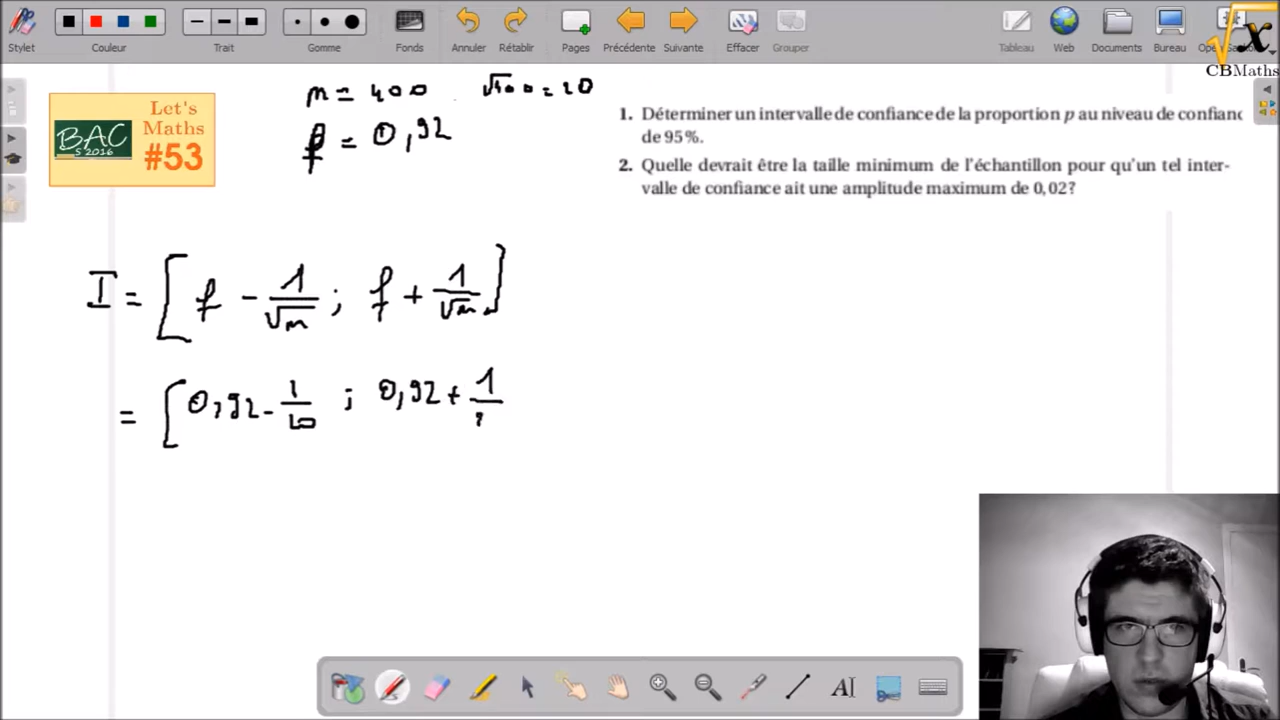 Stylet Couleur Trait Gomme Fonds Annuler Rétablir Pages Précédente Suivante Effacer Grouper Tableau Web Documents Bureau
CBMaths
Let's
Maths
#53
BAC
S 2016
n = 400 √400 = 20
f = 0,92
1. Déterminer un intervalle de confiance de la proportion p au niveau de confianc
de 95%.
2. Quelle devrait être la taille minimum de l'échantillon pour qu'un tel inter-
valle de confiance ait une amplitude maximum de 0,02?
I = [ f - 1/√n ; f + 1/√n ]
= [ 0,92 - 1/20 ; 0,92 + 1/
AI